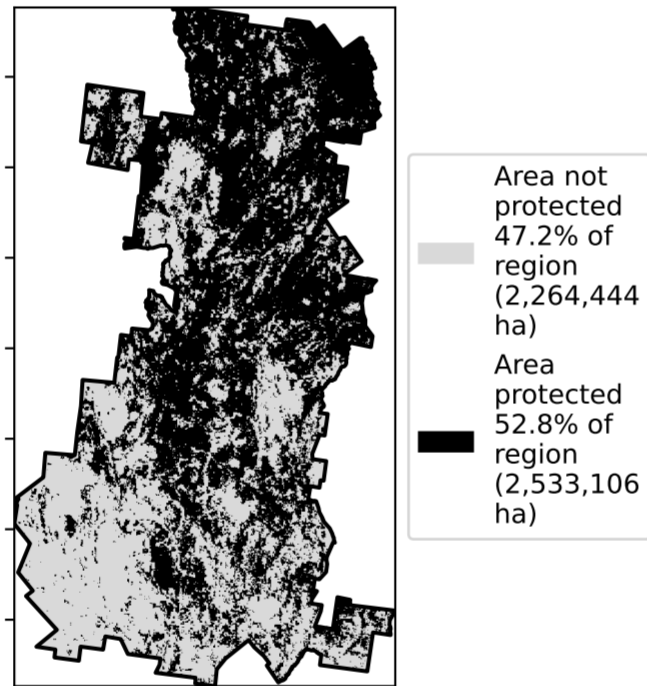 Area not
protected
47.2% of
region
(2,264,444
ha)
Area
protected
52.8% of
region
(2,533,106
ha)